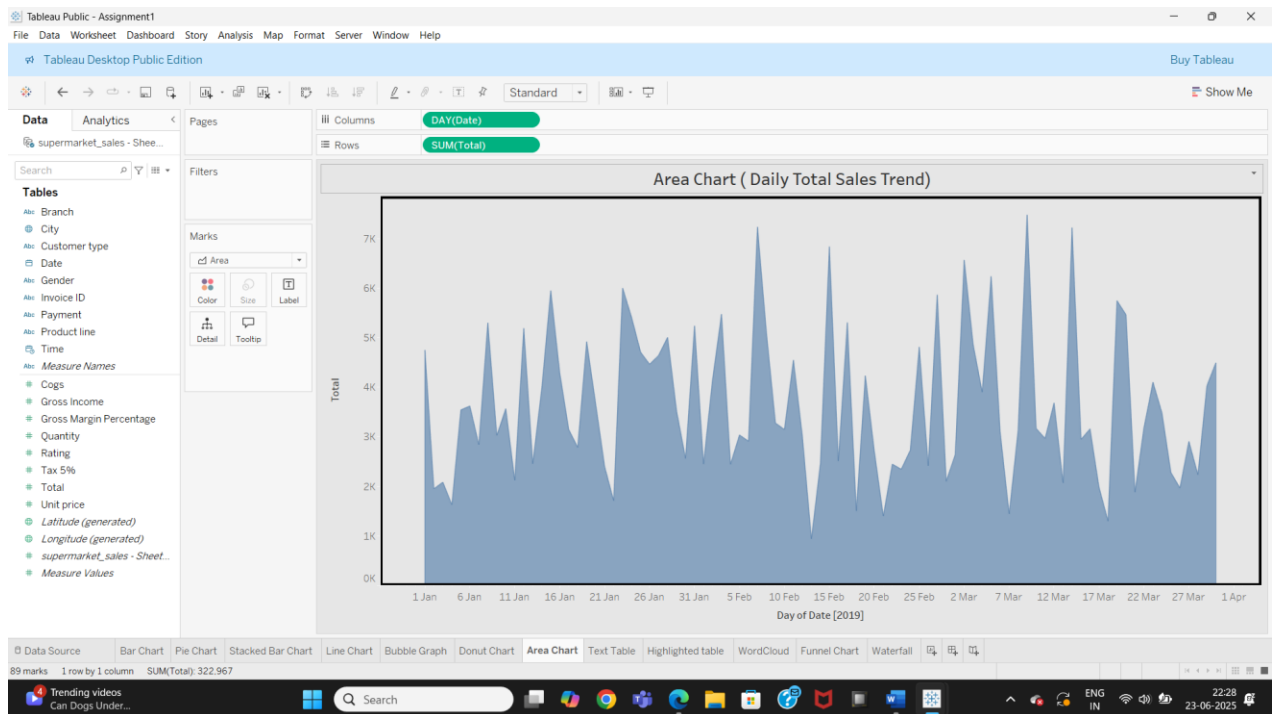 Tableau Public - Assignment1
File Data Worksheet Dashboard Story Analysis Map Format Server Window Help
Tableau Desktop Public Edition
Buy Tableau
Standard
Show Me
Data Analytics
supermarket_sales - Shee...
Search
Tables
Abc Branch
City
Abc Customer type
Date
Abc Gender
Abc Invoice ID
Abc Payment
Abc Product line
Time
Abc Measure Names
# Cogs
# Gross Income
# Gross Margin Percentage
# Quantity
# Rating
# Tax 5%
# Total
# Unit price
Latitude (generated)
Longitude (generated)
# supermarket_sales - Sheet...
# Measure Values
Pages
Filters
Marks
Area
Color Size Label
Detail Tooltip
Columns DAY(Date)
Rows SUM(Total)
Area Chart ( Daily Total Sales Trend)
Total
7K
6K
5K
4K
3K
2K
1K
0K
1 Jan 6 Jan 11 Jan 16 Jan 21 Jan 26 Jan 31 Jan 5 Feb 10 Feb 15 Feb 20 Feb 25 Feb 2 Mar 7 Mar 12 Mar 17 Mar 22 Mar 27 Mar 1 Apr
Day of Date [2019]
Data Source Bar Chart Pie Chart Stacked Bar Chart Line Chart Bubble Graph Donut Chart Area Chart Text Table Highlighted table WordCloud Funnel Chart Waterfall
89 marks 1 row by 1 column SUM(Total): 322.967
4
Trending videos
Can Dogs Under...
Search
ENG
IN
22:28
23-06-2025